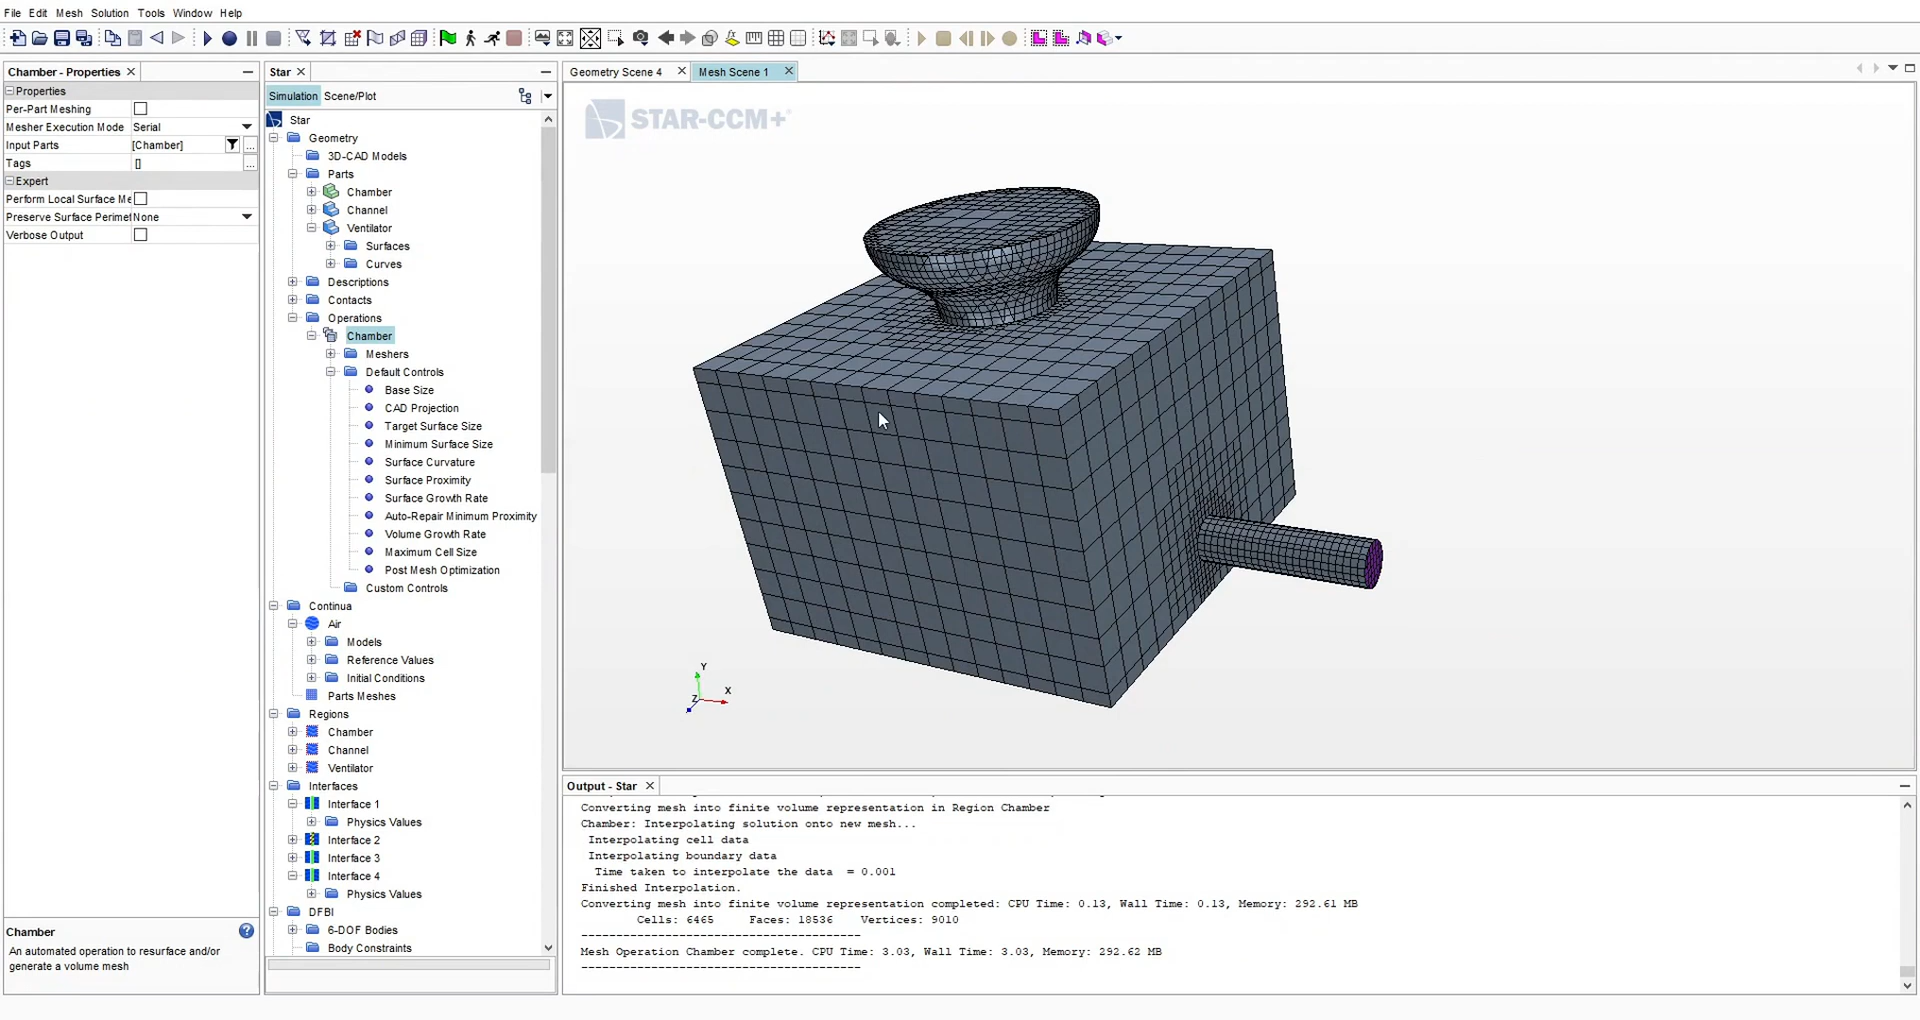 File Edit Mesh Solution Tools Window Help
Chamber - Properties
Properties
Per-Part Meshing
Mesher Execution Mode Serial
Input Parts [Chamber] ...
Tags [] ...
Expert
Perform Local Surface Me
Preserve Surface Perimet None
Verbose Output
Chamber
An automated operation to resurface and/or
generate a volume mesh
Star
Simulation Scene/Plot
Star
Geometry
3D-CAD Models
Parts
Chamber
Channel
Ventilator
Surfaces
Curves
Descriptions
Contacts
Operations
Chamber
Meshers
Default Controls
Base Size
CAD Projection
Target Surface Size
Minimum Surface Size
Surface Curvature
Surface Proximity
Surface Growth Rate
Auto-Repair Minimum Proximity
Volume Growth Rate
Maximum Cell Size
Post Mesh Optimization
Custom Controls
Continua
Air
Models
Reference Values
Initial Conditions
Parts Meshes
Regions
Chamber
Channel
Ventilator
Interfaces
Interface 1
Physics Values
Interface 2
Interface 3
Interface 4
Physics Values
DFBI
6-DOF Bodies
Body Constraints
Geometry Scene 4 Mesh Scene 1
STAR-CCM+
Y
X
Z
Output - Star
Converting mesh into finite volume representation in Region Chamber
Chamber: Interpolating solution onto new mesh...
Interpolating cell data
Interpolating boundary data
Time taken to interpolate the data = 0.001
Finished Interpolation.
Converting mesh into finite volume representation completed: CPU Time: 0.13, Wall Time: 0.13, Memory: 292.61 MB
Cells: 6465 Faces: 18536 Vertices: 9010
----------------------------------------
Mesh Operation Chamber complete. CPU Time: 3.03, Wall Time: 3.03, Memory: 292.62 MB
----------------------------------------